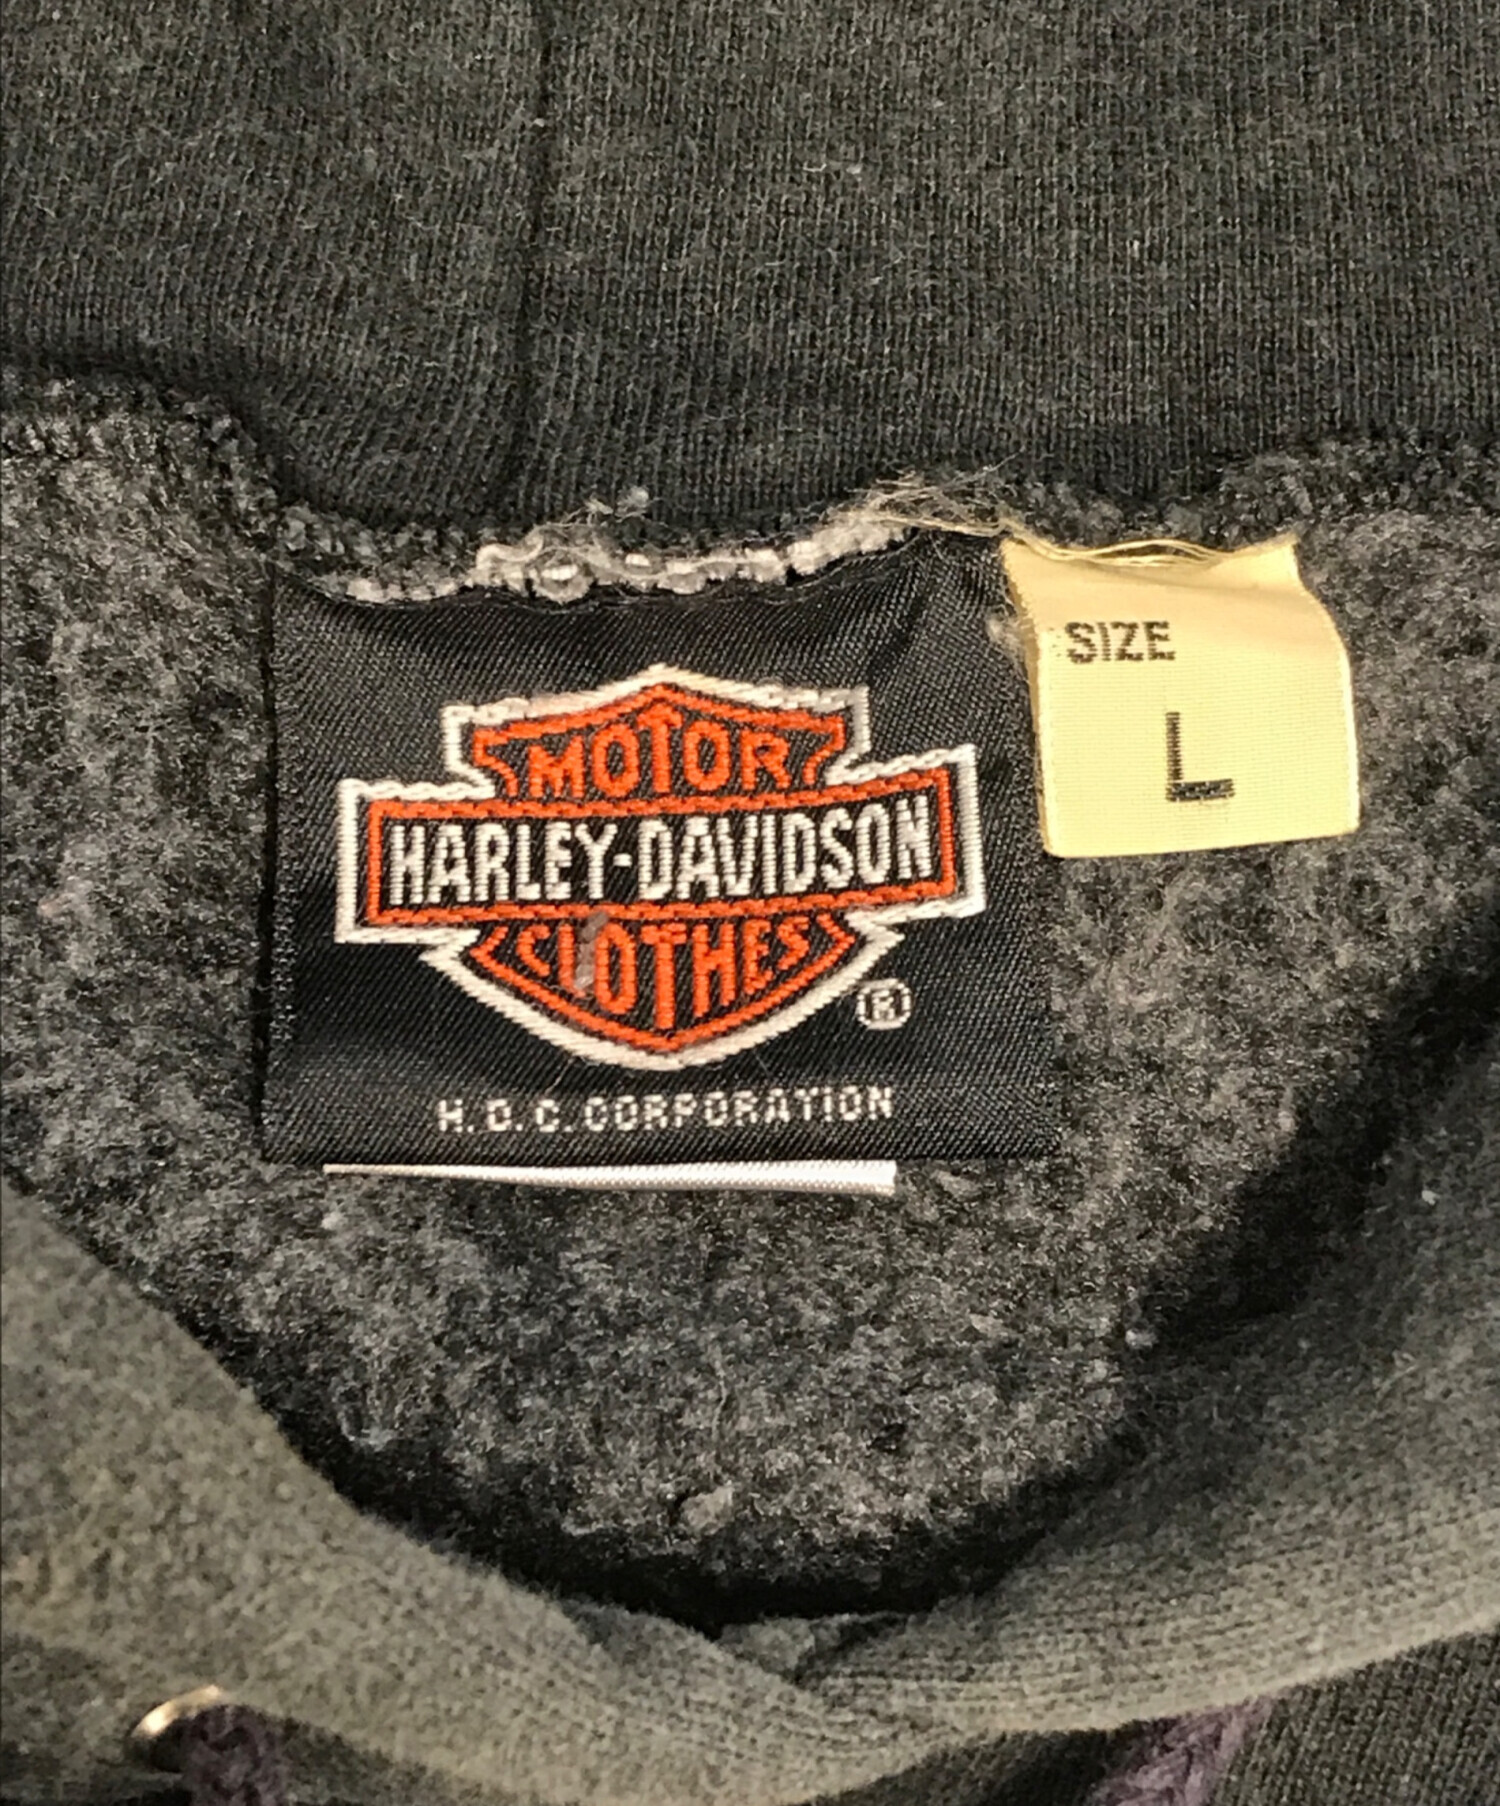 MOTOR
HARLEY-DAVIDSON
CLOTHES
®
H.D.C.CORPORATION
SIZE
L